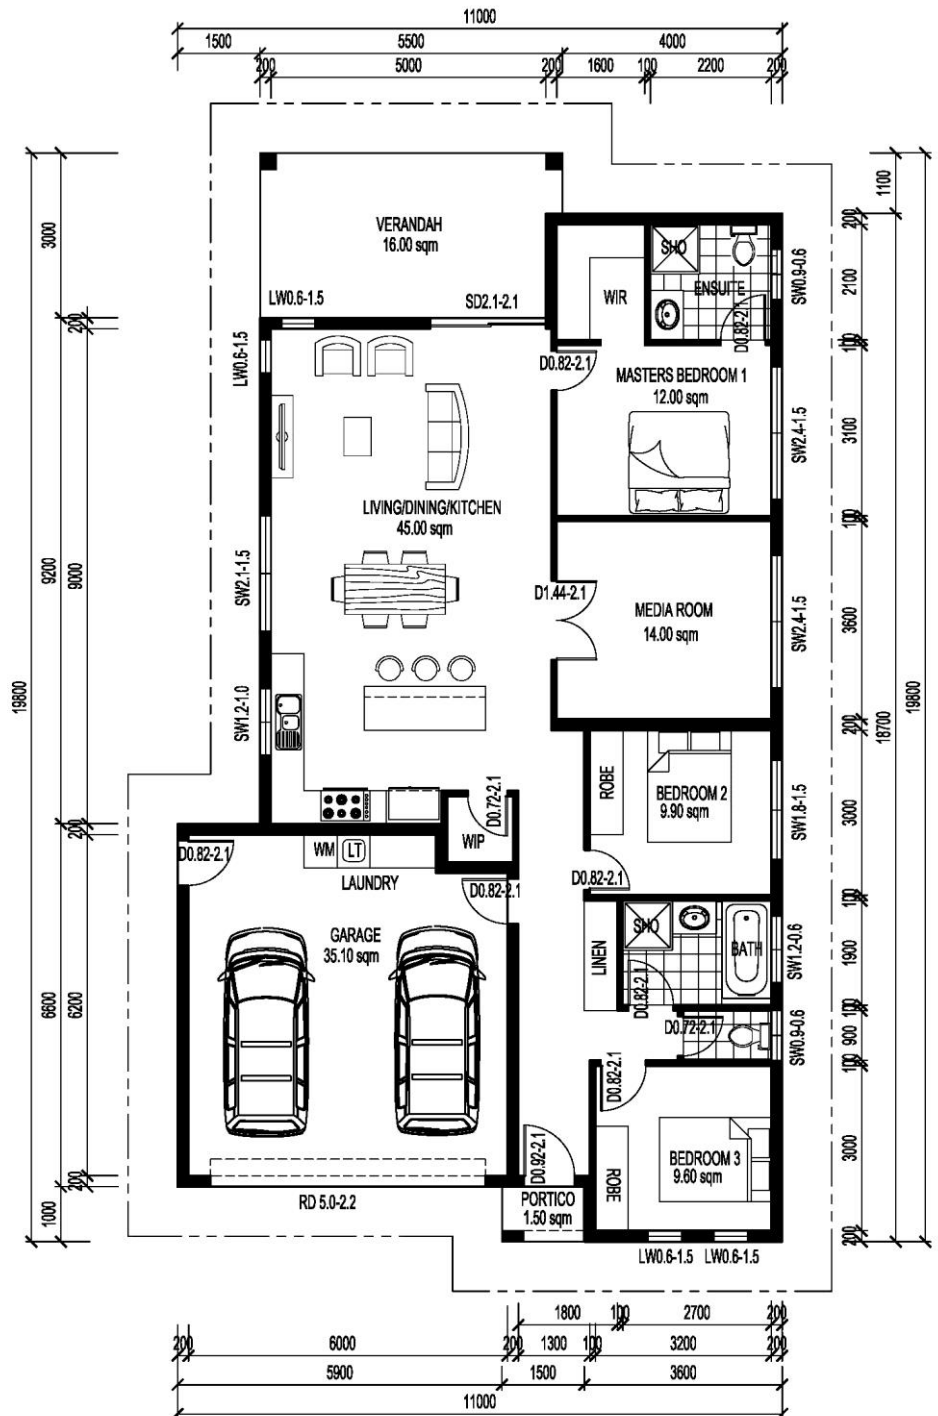 11000
1500
5500
4000
200
5000
200
1600
100
2200
200
3000
200
9200
9000
19800
200
6600
6200
200
1000
1100
200
2100
100
3100
100
3600
200
18700
19800
3000
100
1900
100
900
100
3000
200
VERANDAH
16.00 sqm
LW0.6-1.5
SD2.1-2.1
LW0.6-1.5
SHO
ENSUITE
WIR
SW0.9-0.6
D0.82-2.1
D0.82-2.1
MASTERS BEDROOM 1
12.00 sqm
SW2.4-1.5
LIVING/DINING/KITCHEN
45.00 sqm
SW2.1-1.5
D1.44-2.1
MEDIA ROOM
14.00 sqm
SW2.4-1.5
SW1.2-1.0
ROBE
BEDROOM 2
9.90 sqm
SW1.6-1.5
D0.72-2.1
WIP
D0.82-2.1
WM
LT
LAUNDRY
D0.82-2.1
D0.82-2.1
GARAGE
35.10 sqm
LINEN
SHO
BATH
SW1.2-0.6
D0.82-2.1
D0.72-2.1
SW0.9-0.6
D0.82-2.1
D0.92-2.1
ROBE
BEDROOM 3
9.60 sqm
RD 5.0-2.2
PORTICO
1.50 sqm
LW0.6-1.5
LW0.6-1.5
1800
100
2700
200
200
6000
200
1300
100
3200
200
5900
1500
3600
11000